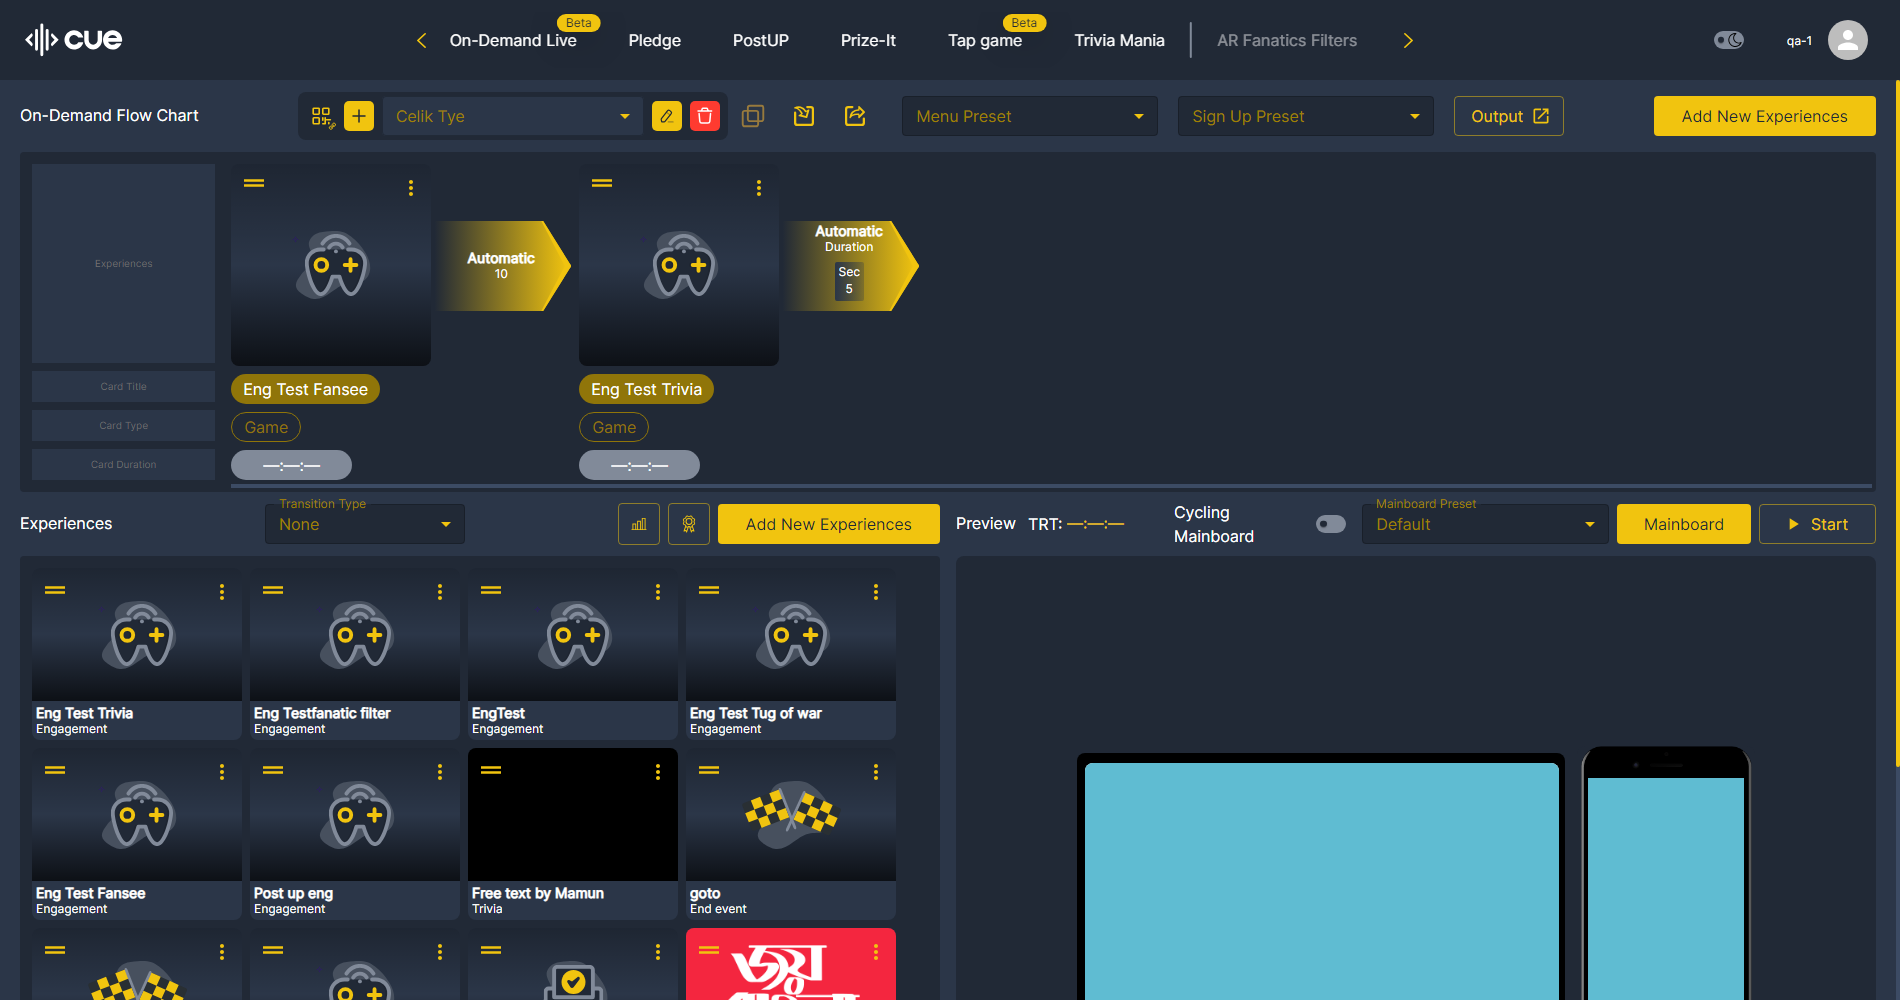 cue
Beta
Beta
On-Demand Live
Pledge
PostUP
Prize-It
Tap game
Trivia Mania
AR Fanatics Filters
qa-1
On-Demand Flow Chart
Celik Tye
Menu Preset
Sign Up Preset
Output
Add New Experiences
Experiences
Automatic
10
Automatic
Duration
Sec
5
Card Title
Eng Test Fansee
Eng Test Trivia
Card Type
Game
Game
Card Duration
—:—:—
—:—:—
Experiences
Transition Type
None
Add New Experiences
Preview
TRT: —:—:—
Cycling
Mainboard
Mainboard Preset
Default
Mainboard
Start
Eng Test Trivia
Engagement
Eng Testfanatic filter
Engagement
EngTest
Engagement
Eng Test Tug of war
Engagement
Eng Test Fansee
Engagement
Post up eng
Engagement
Free text by Mamun
Trivia
goto
End event
জয়